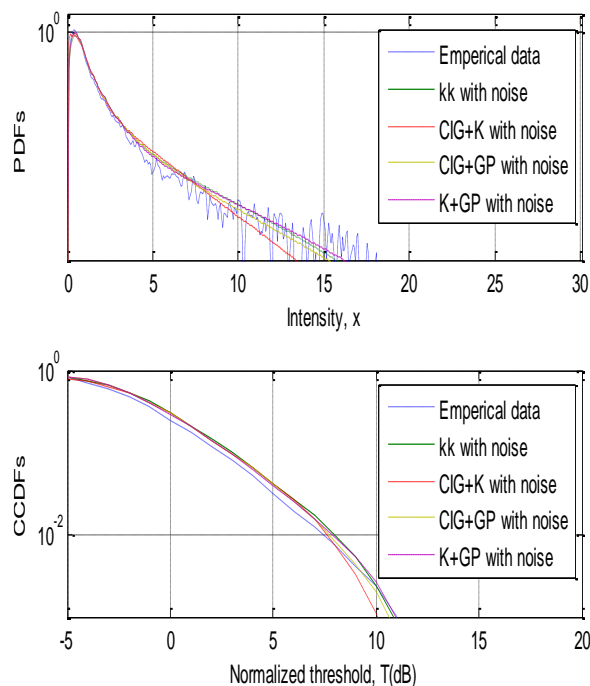 10^0
PDFs
Emperical data
kk with noise
CIG+K with noise
CIG+GP with noise
K+GP with noise
0 5 10 15 20 25 30
Intensity, x
10^0
10^-2
CCDFs
Emperical data
kk with noise
CIG+K with noise
CIG+GP with noise
K+GP with noise
-5 0 5 10 15 20
Normalized threshold, T(dB)